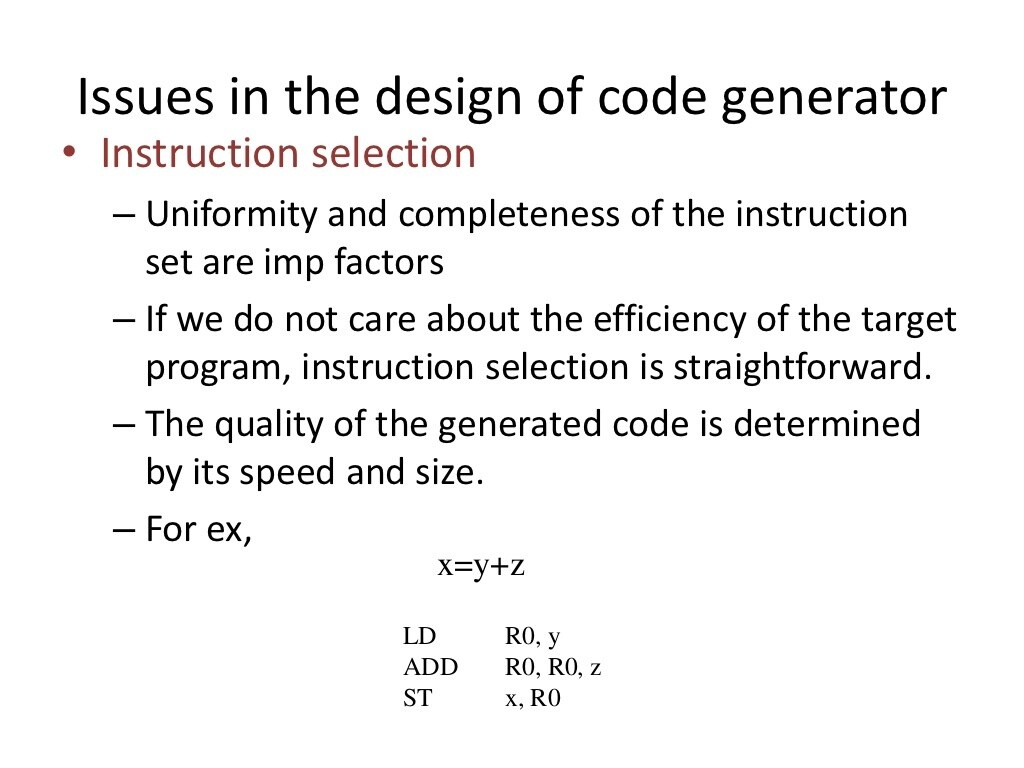 Issues in the design of code generator
• Instruction selection
– Uniformity and completeness of the instruction
set are imp factors
– If we do not care about the efficiency of the target
program, instruction selection is straightforward.
– The quality of the generated code is determined
by its speed and size.
– For ex,
x=y+z
LD R0, y
ADD R0, R0, z
ST x, R0